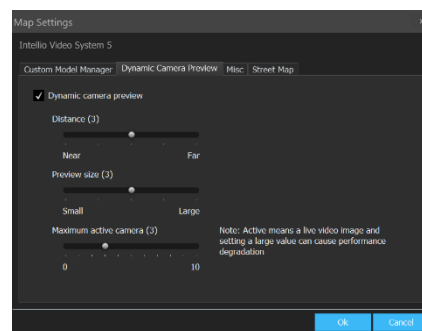 Map Settings
Intellio Video System 5
Custom Model Manager Dynamic Camera Preview Misc Street Map
Dynamic camera preview
Distance (3)
Near Far
Preview size (3)
Small Large
Maximum active camera (3)
0 10
Note: Active means a live video image and
setting a large value can cause performance
degradation
Ok Cancel